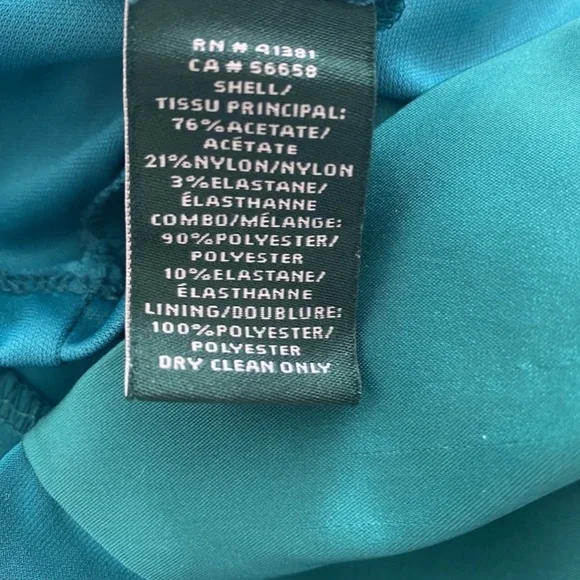 RN # 41381
CA # 56658
SHELL/
TISSU PRINCIPAL:
76%ACETATE/
ACÉTATE
21%NYLON/NYLON
3%ELASTANE/
ÉLASTHANNE
COMBO/MÉLANGE:
90%POLYESTER/
POLYESTER
10%ELASTANE/
ÉLASTHANNE
LINING/DOUBLURE:
100%POLYESTER/
POLYESTER
DRY CLEAN ONLY